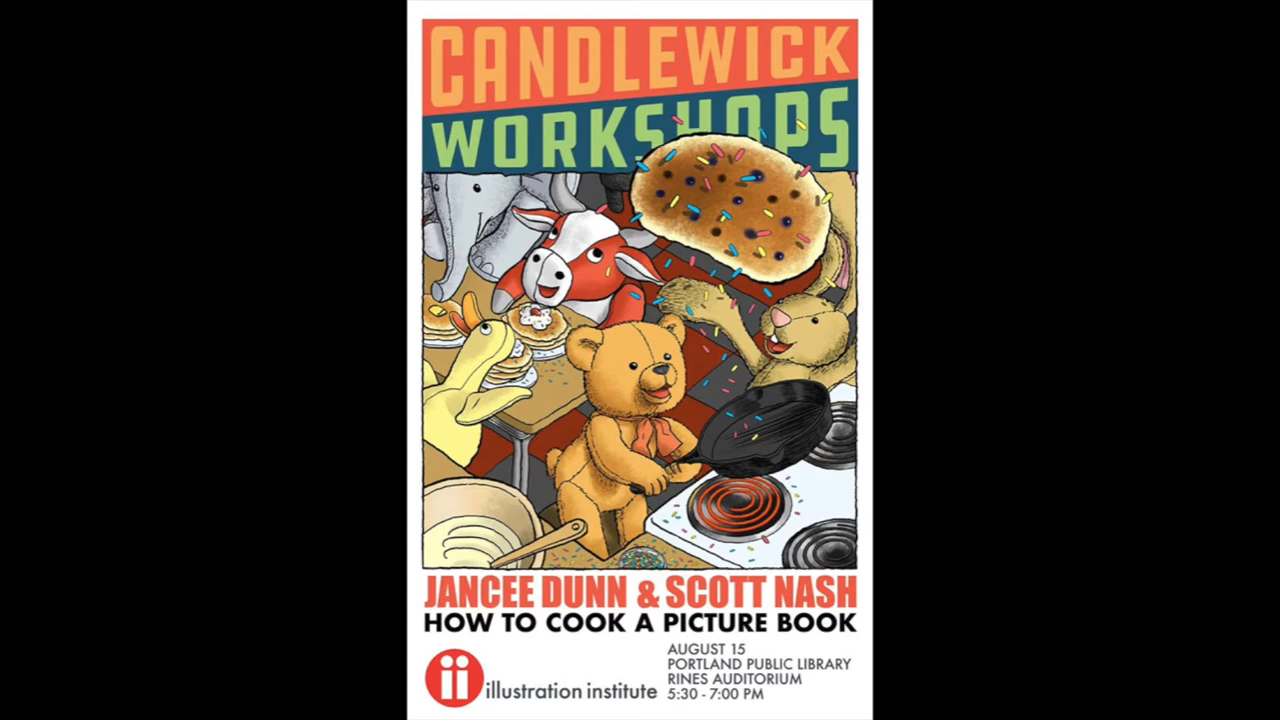 CANDLEWICK
WORKSHOPS
JANCEE DUNN & SCOTT NASH
HOW TO COOK A PICTURE BOOK
ii illustration institute
AUGUST 15
PORTLAND PUBLIC LIBRARY
RINES AUDITORIUM
5:30 - 7:00 PM